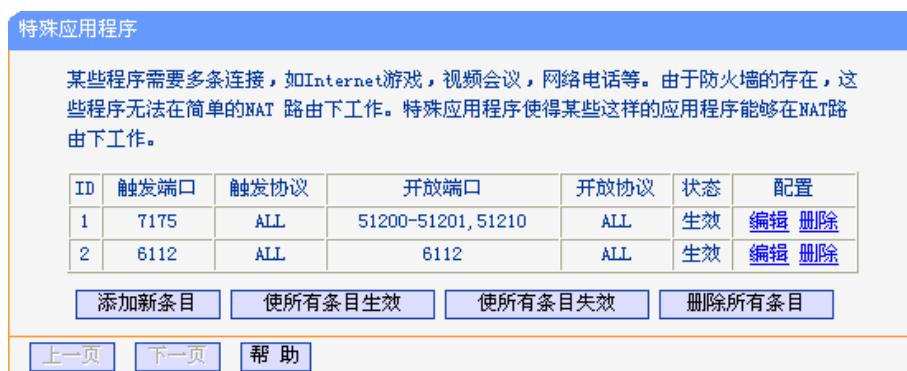 特殊应用程序
某些程序需要多条连接，如Internet游戏，视频会议，网络电话等。由于防火墙的存在，这
些程序无法在简单的NAT 路由下工作。特殊应用程序使得某些这样的应用程序能够在NAT路
由下工作。
ID 触发端口 触发协议 开放端口 开放协议 状态 配置
1 7175 ALL 51200-51201,51210 ALL 生效 编辑 删除
2 6112 ALL 6112 ALL 生效 编辑 删除
添加新条目 使所有条目生效 使所有条目失效 删除所有条目
上一页 下一页 帮 助